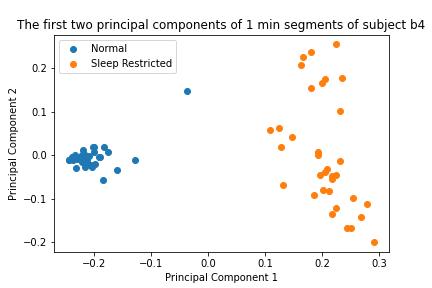 The first two principal components of 1 min segments of subject b4
Normal
Sleep Restricted
0.2
0.1
0.0
−0.1
−0.2
Principal Component 2
−0.2
−0.1
0.0
0.1
0.2
0.3
Principal Component 1